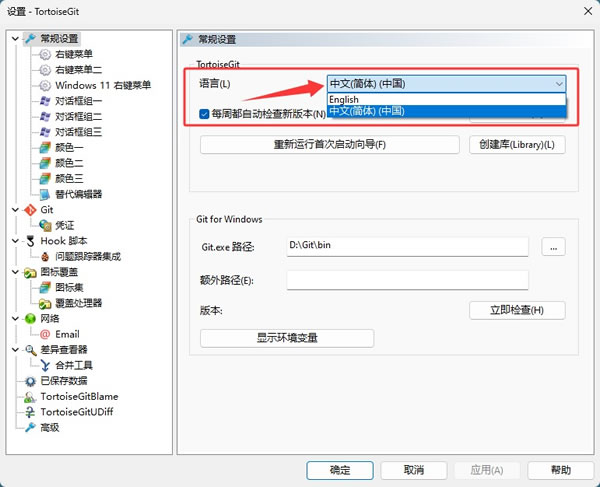 设置 - TortoiseGit
常规设置
右键菜单
右键菜单二
Windows 11 右键菜单
对话框组一
对话框组二
对话框组三
颜色一
颜色二
颜色三
替代编辑器
Git
凭证
Hook 脚本
问题跟踪器集成
图标覆盖
图标集
覆盖处理器
网络
Email
差异查看器
合并工具
已保存数据
TortoiseGitBlame
TortoiseGitUDiff
高级
常规设置
TortoiseGit
语言(L)
中文(简体) (中国)
English
中文(简体) (中国)
每周都自动检查新版本(N)
重新运行首次启动向导(F)
创建库(Library)(L)
Git for Windows
Git.exe 路径:
D:\Git\bin
...
额外路径(E):
版本:
立即检查(H)
显示环境变量
确定
取消
应用(A)
帮助